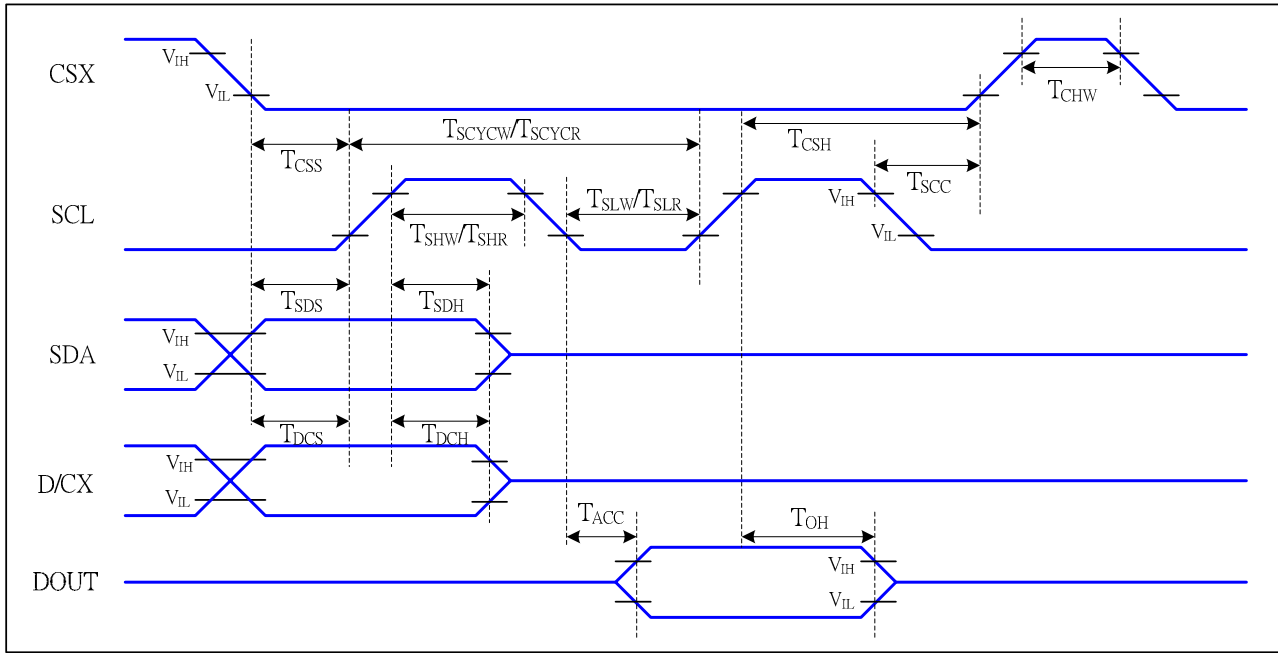 CSX
VIH
VIL
TCHW
TSCYCW/TSCYCR
TCSS
TCSH
TSCC
SCL
TSLW/TSLR
VIH
VIL
TSHW/TSHR
TSDS
TSDH
SDA
VIH
VIL
TDCS
TDCH
D/CX
VIH
VIL
TACC
TOH
DOUT
VIH
VIL